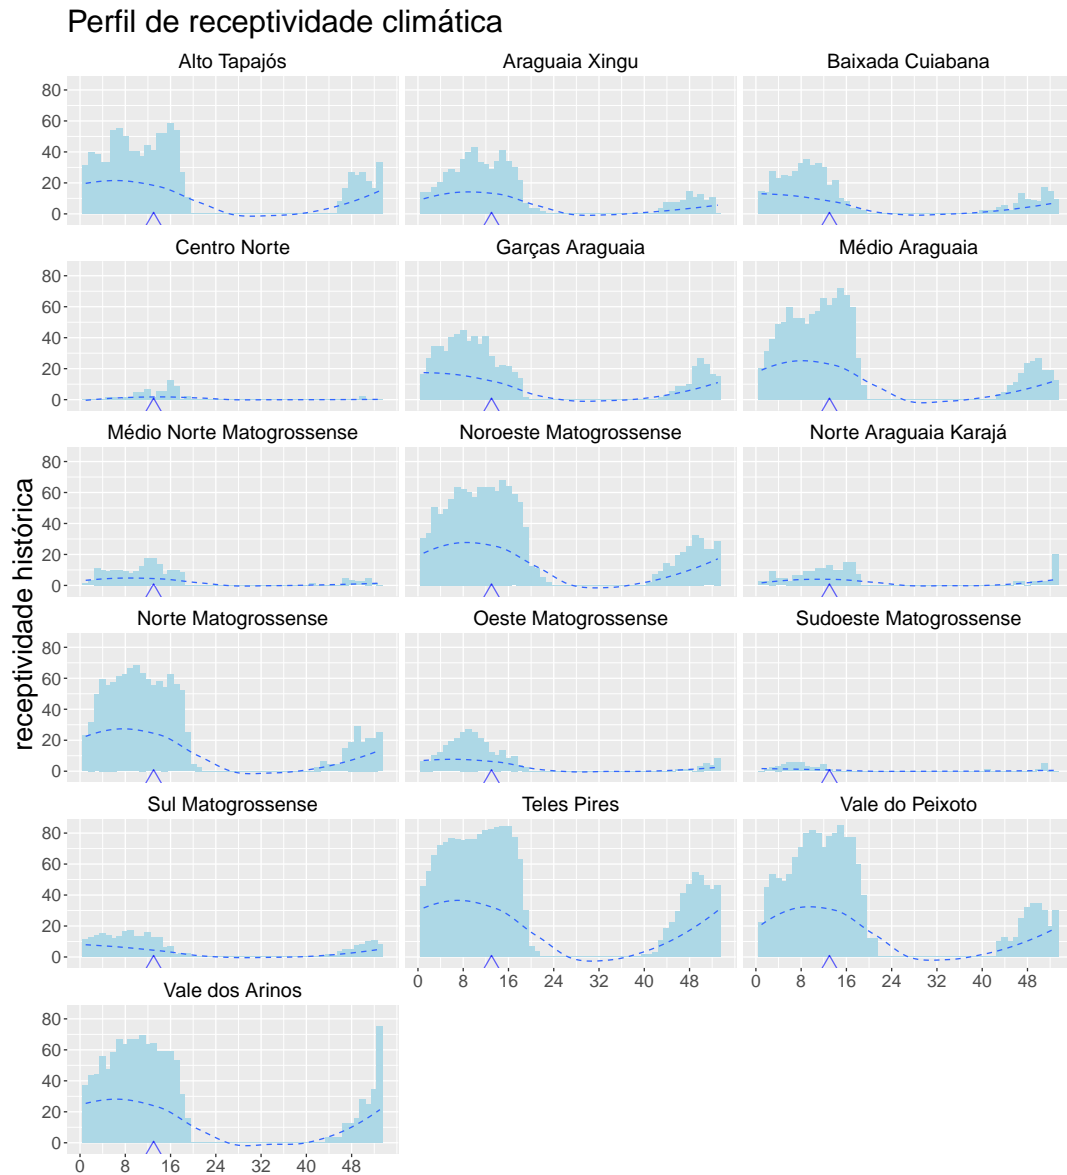 Perfil de receptividade climática
Alto Tapajós
Araguaia Xingu
Baixada Cuiabana
80
60
40
20
0
Centro Norte
Garças Araguaia
Médio Araguaia
80
60
40
20
0
Médio Norte Matogrossense
Noroeste Matogrossense
Norte Araguaia Karajá
80
60
40
20
0
receptividade histórica
Norte Matogrossense
Oeste Matogrossense
Sudoeste Matogrossense
80
60
40
20
0
Sul Matogrossense
Teles Pires
Vale do Peixoto
80
60
40
20
0
0 8 16 24 32 40 48
0 8 16 24 32 40 48
Vale dos Arinos
80
60
40
20
0
0 8 16 24 32 40 48